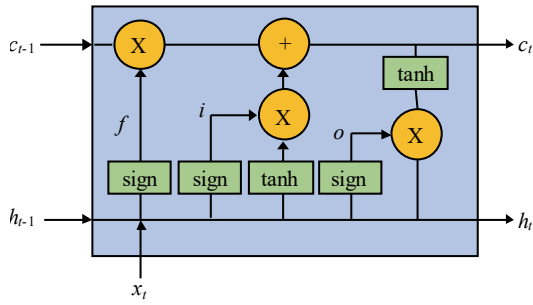 c_{t-1}
X
+
c_t
tanh
f
i
X
o
X
sign
sign
tanh
sign
h_{t-1}
h_t
x_t